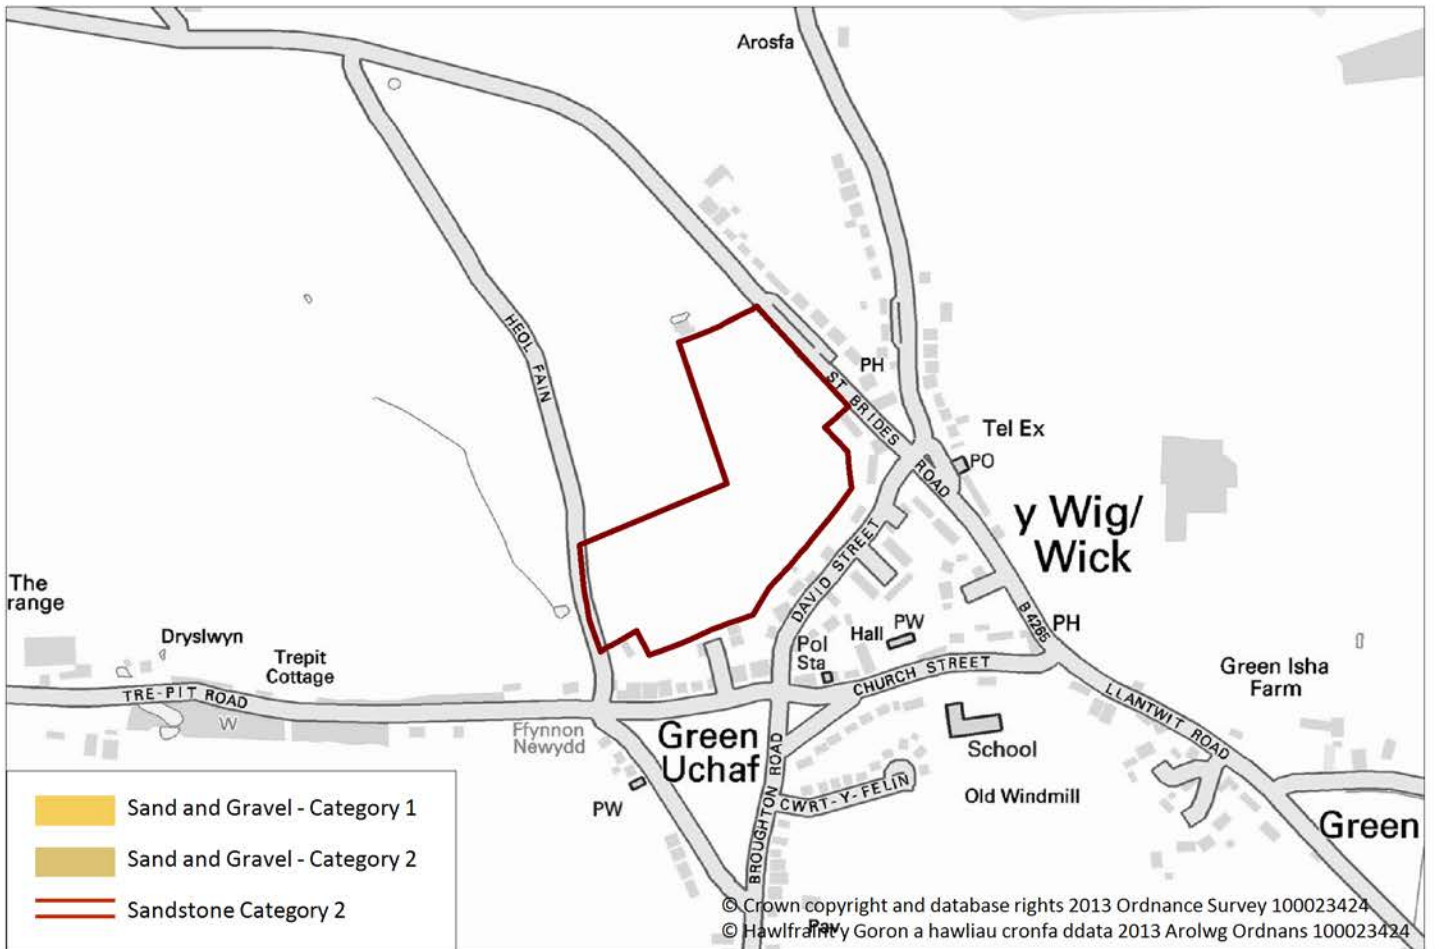 Arosfa
HEOL FAIN
PH
ST BRIDES
ROAD
Tel Ex
PO
y Wig/
Wick
DAVID STREET
B 4265
PH
The
range
Dryslwyn
Trepit
Cottage
Pol
Sta
Hall
PW
CHURCH STREET
Green Isha
Farm
TRE-PIT ROAD
W
Ffynnon
Newydd
Green
Uchaf
LLANTWIT ROAD
School
PW
BROUGHTON ROAD
CWRT-Y-FELIN
Old Windmill
Green
Sand and Gravel - Category 1
Sand and Gravel - Category 2
Sandstone Category 2
Pav
© Crown copyright and database rights 2013 Ordnance Survey 100023424
© Hawlfraint y Goron a hawliau cronfa ddata 2013 Arolwg Ordnans 100023424